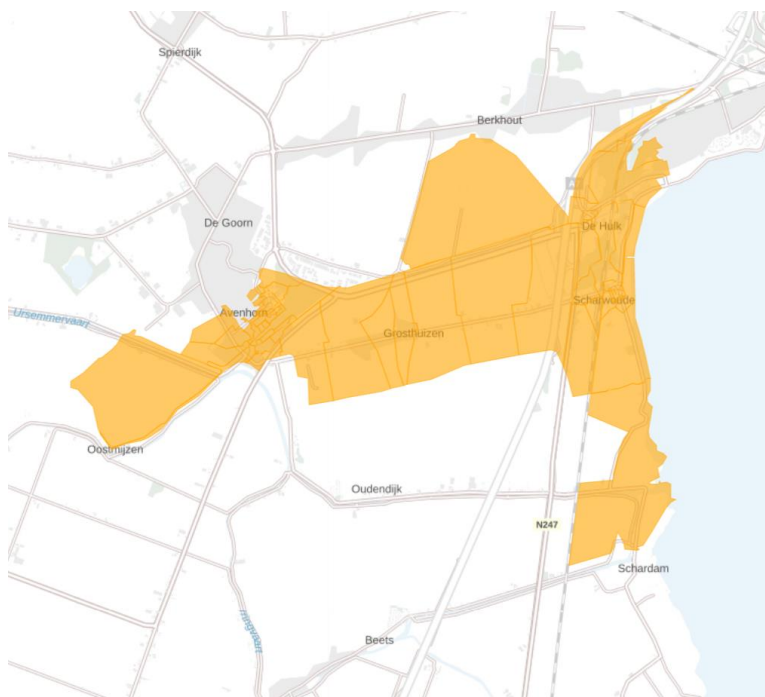 Spierdijk
Berkhout
De Goorn
De Hulk
Ursemmervaart
Avenhorn
Scharwoude
Grosthuizen
Oostmijzen
Oudendijk
N247
Schardam
Beets